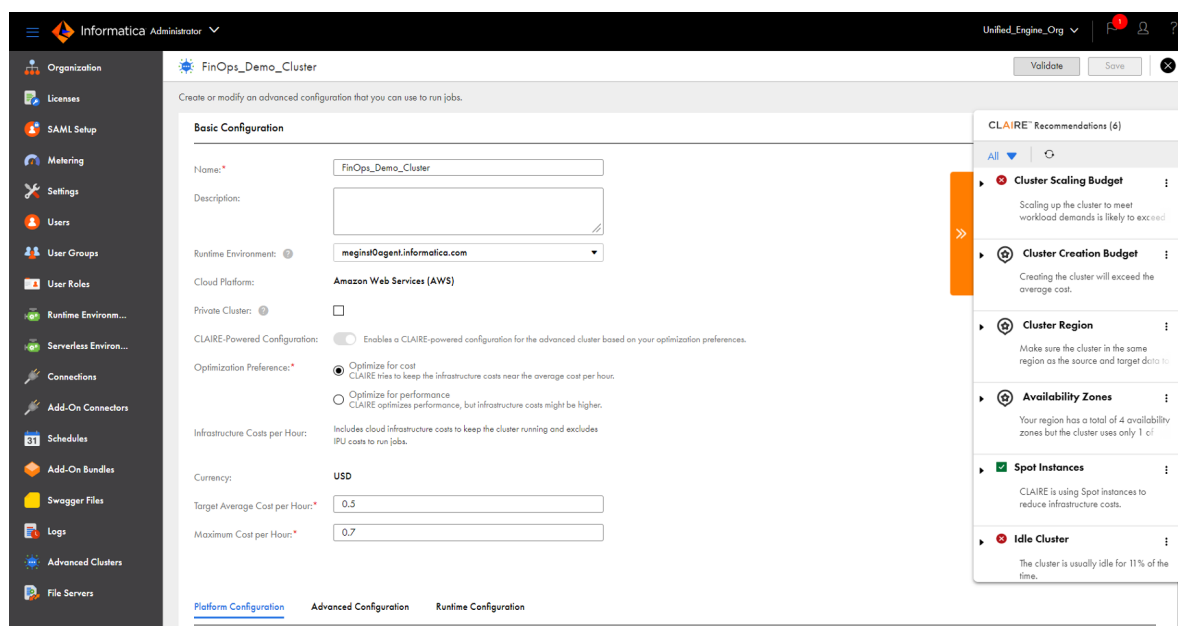 Informatica Administrator
Unified_Engine_Org
1
?
Organization
Licenses
SAML Setup
Metering
Settings
Users
User Groups
User Roles
Runtime Environm...
Serverless Environ...
Connections
Add-On Connectors
31
Schedules
Add-On Bundles
Swagger Files
Logs
Advanced Clusters
File Servers
FinOps_Demo_Cluster
Validate
Save
Create or modify an advanced configuration that you can use to run jobs.
Basic Configuration
Name:*
FinOps_Demo_Cluster
Description:
Runtime Environment: ?
meginst0agent.informatica.com
Cloud Platform:
Amazon Web Services (AWS)
Private Cluster: ?
CLAIRE-Powered Configuration:
Enables a CLAIRE-powered configuration for the advanced cluster based on your optimization preferences.
Optimization Preference:*
Optimize for cost
CLAIRE tries to keep the infrastructure costs near the average cost per hour.
Optimize for performance
CLAIRE optimizes performance, but infrastructure costs might be higher.
Infrastructure Costs per Hour:
Includes cloud infrastructure costs to keep the cluster running and excludes
IPU costs to run jobs.
Currency:
USD
Target Average Cost per Hour:*
0.5
Maximum Cost per Hour:*
0.7
Platform Configuration
Advanced Configuration
Runtime Configuration
CLAIRE™ Recommendations (6)
All
Cluster Scaling Budget
Scaling up the cluster to meet
workload demands is likely to exceed
Cluster Creation Budget
Creating the cluster will exceed the
average cost.
Cluster Region
Make sure the cluster in the same
region as the source and target data to
Availability Zones
Your region has a total of 4 availability
zones but the cluster uses only 1 of
Spot Instances
CLAIRE is using Spot instances to
reduce infrastructure costs.
Idle Cluster
The cluster is usually idle for 11% of the
time.